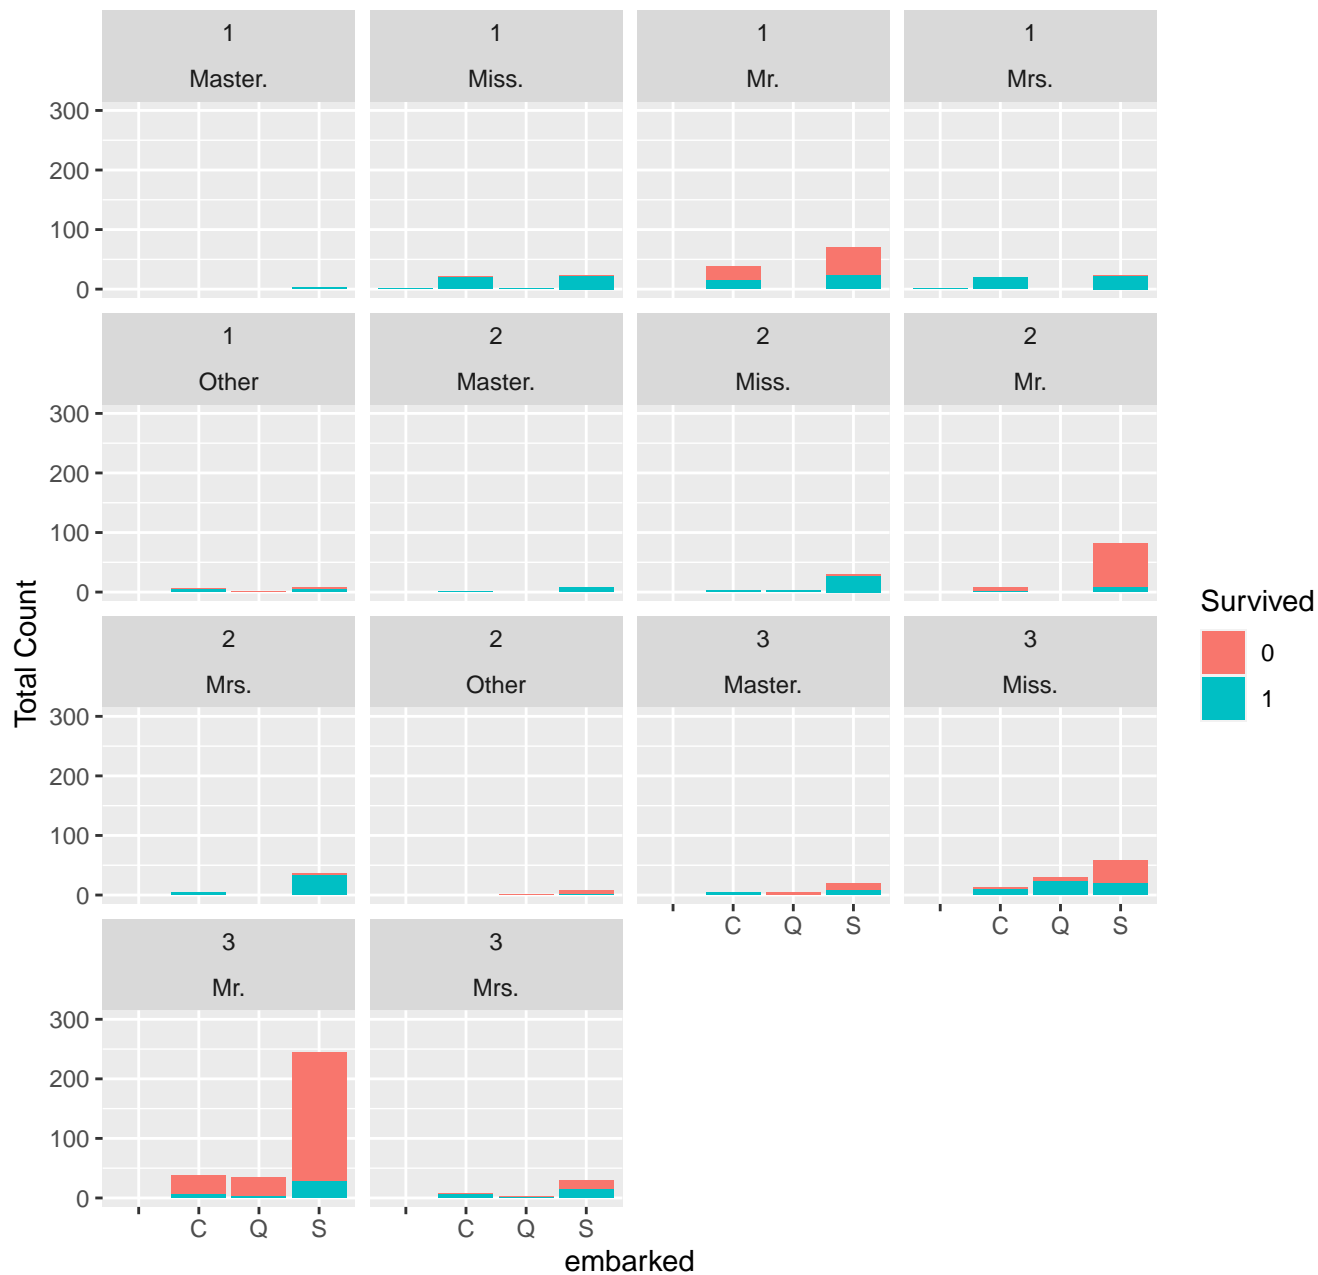 1
Master.
1
Miss.
1
Mr.
1
Mrs.
300
200
100
0
1
Other
2
Master.
2
Miss.
2
Mr.
300
200
100
0
2
Mrs.
2
Other
3
Master.
3
Miss.
300
200
100
0
C Q S
C Q S
3
Mr.
3
Mrs.
300
200
100
0
C Q S
C Q S
embarked
Total Count
Survived
0
1